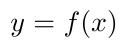 y = f(x)